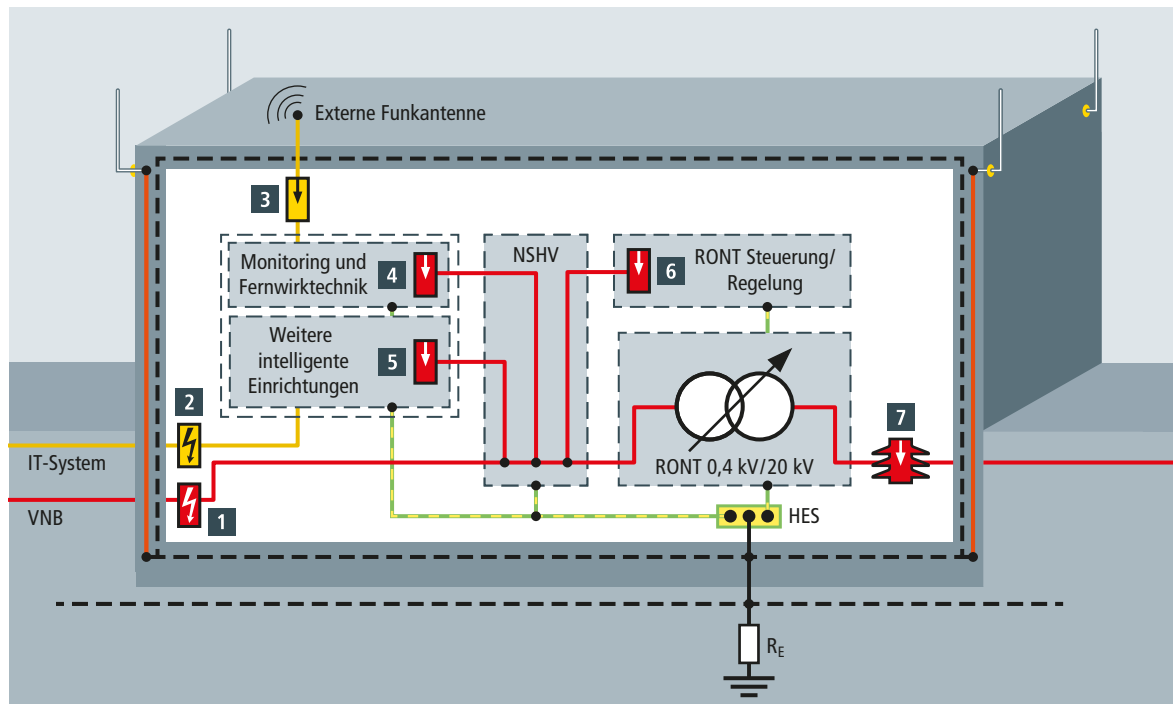 Externe Funkantenne
3
Monitoring und
Fernwirktechnik
4
NSHV
6
RONT Steuerung/
Regelung
Weitere
intelligente
Einrichtungen
5
2
IT-System
VNB
1
RONT 0,4 kV/20 kV
7
HES
RE